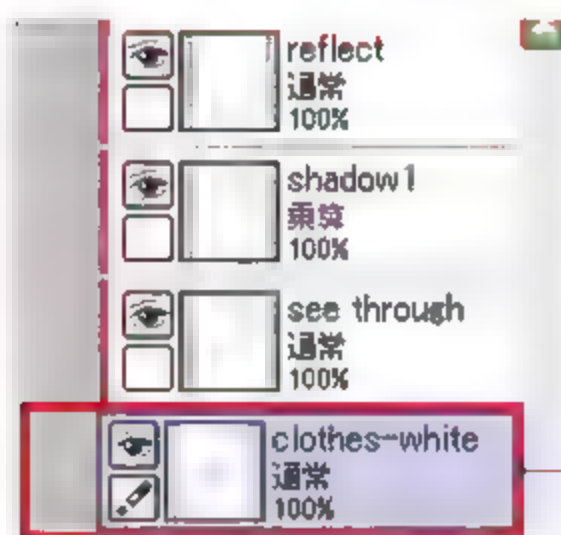 reflect
通常
100%
shadow1
乗算
100%
see through
通常
100%
clothes-white
通常
100%